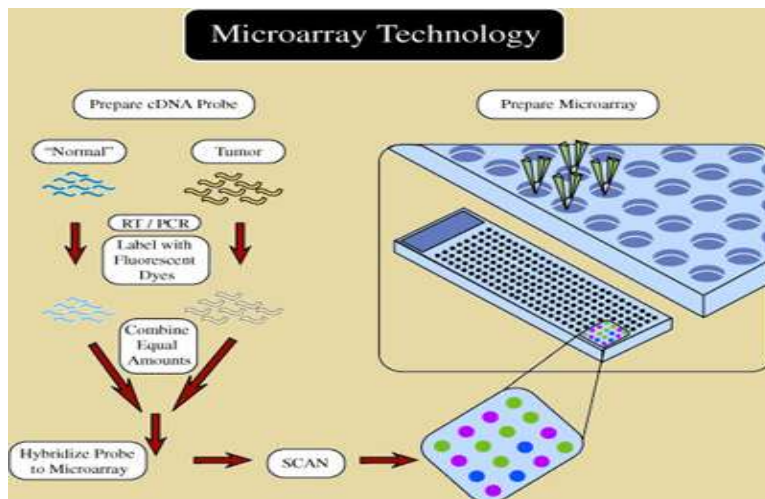 Microarray Technology
Prepare cDNA Probe
Prepare Microarray
"Normal"
Tumor
RT / PCR
Label with
Fluorescent
Dyes
Combine
Equal
Amounts
Hybridize Probe
to Microarray
SCAN